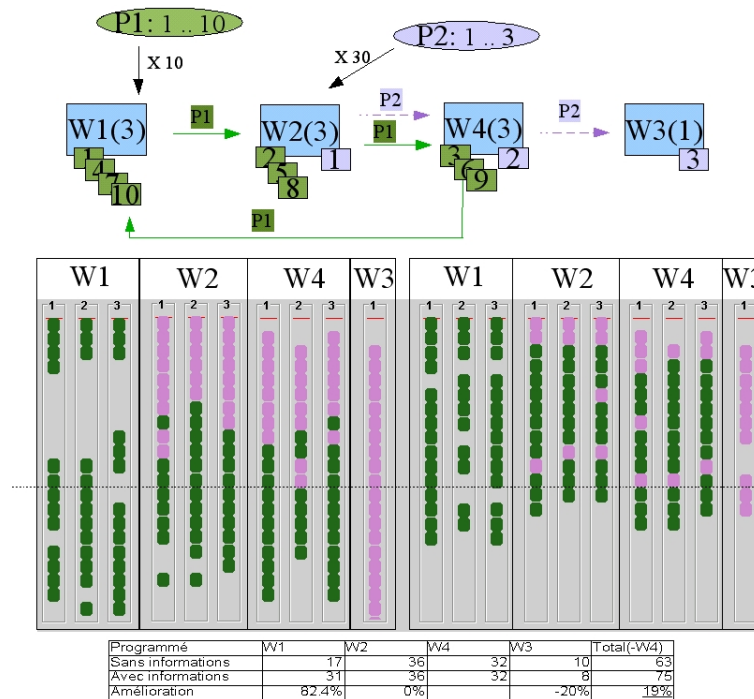 P1: 1 .. 10
P2: 1 .. 3
X 10
X 30
P1
P2
P1
P2
W1(3)
W2(3)
W4(3)
W3(1)
1
4
7
10
2
5
8
1
3
6
9
2
3
P1
W1 W2 W4 W3 W1 W2 W4 W3
1 2 3 1 2 3 1 2 3 1 1 2 3 1 2 3 1 2 3 1
Programmé W1 W2 W4 W3 Total(-W4)
Sans informations 17 36 32 10 63
Avec informations 31 36 32 8 75
Amélioration 82.4% 0% -20% 19%